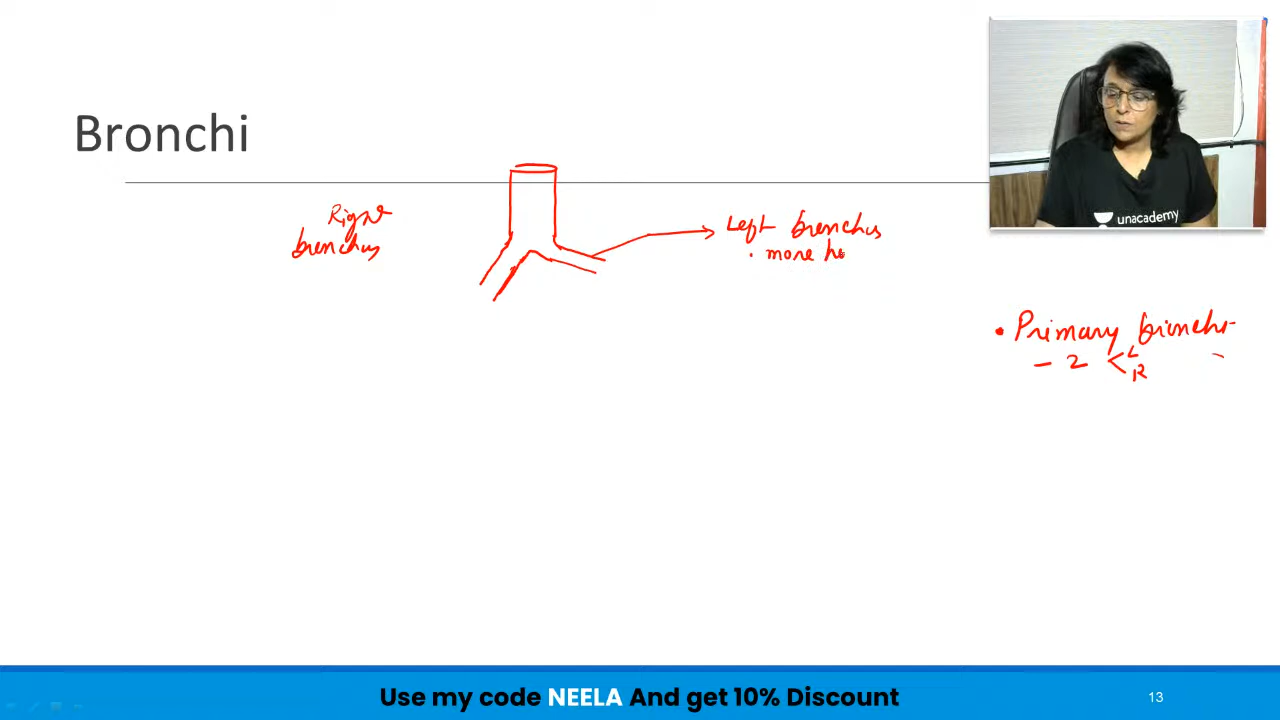 Bronchi
Right
bronchus
Left bronchus
• more ho
• Primary bronchi
- 2 < L
R
unacademy
Use my code NEELA And get 10% Discount
13